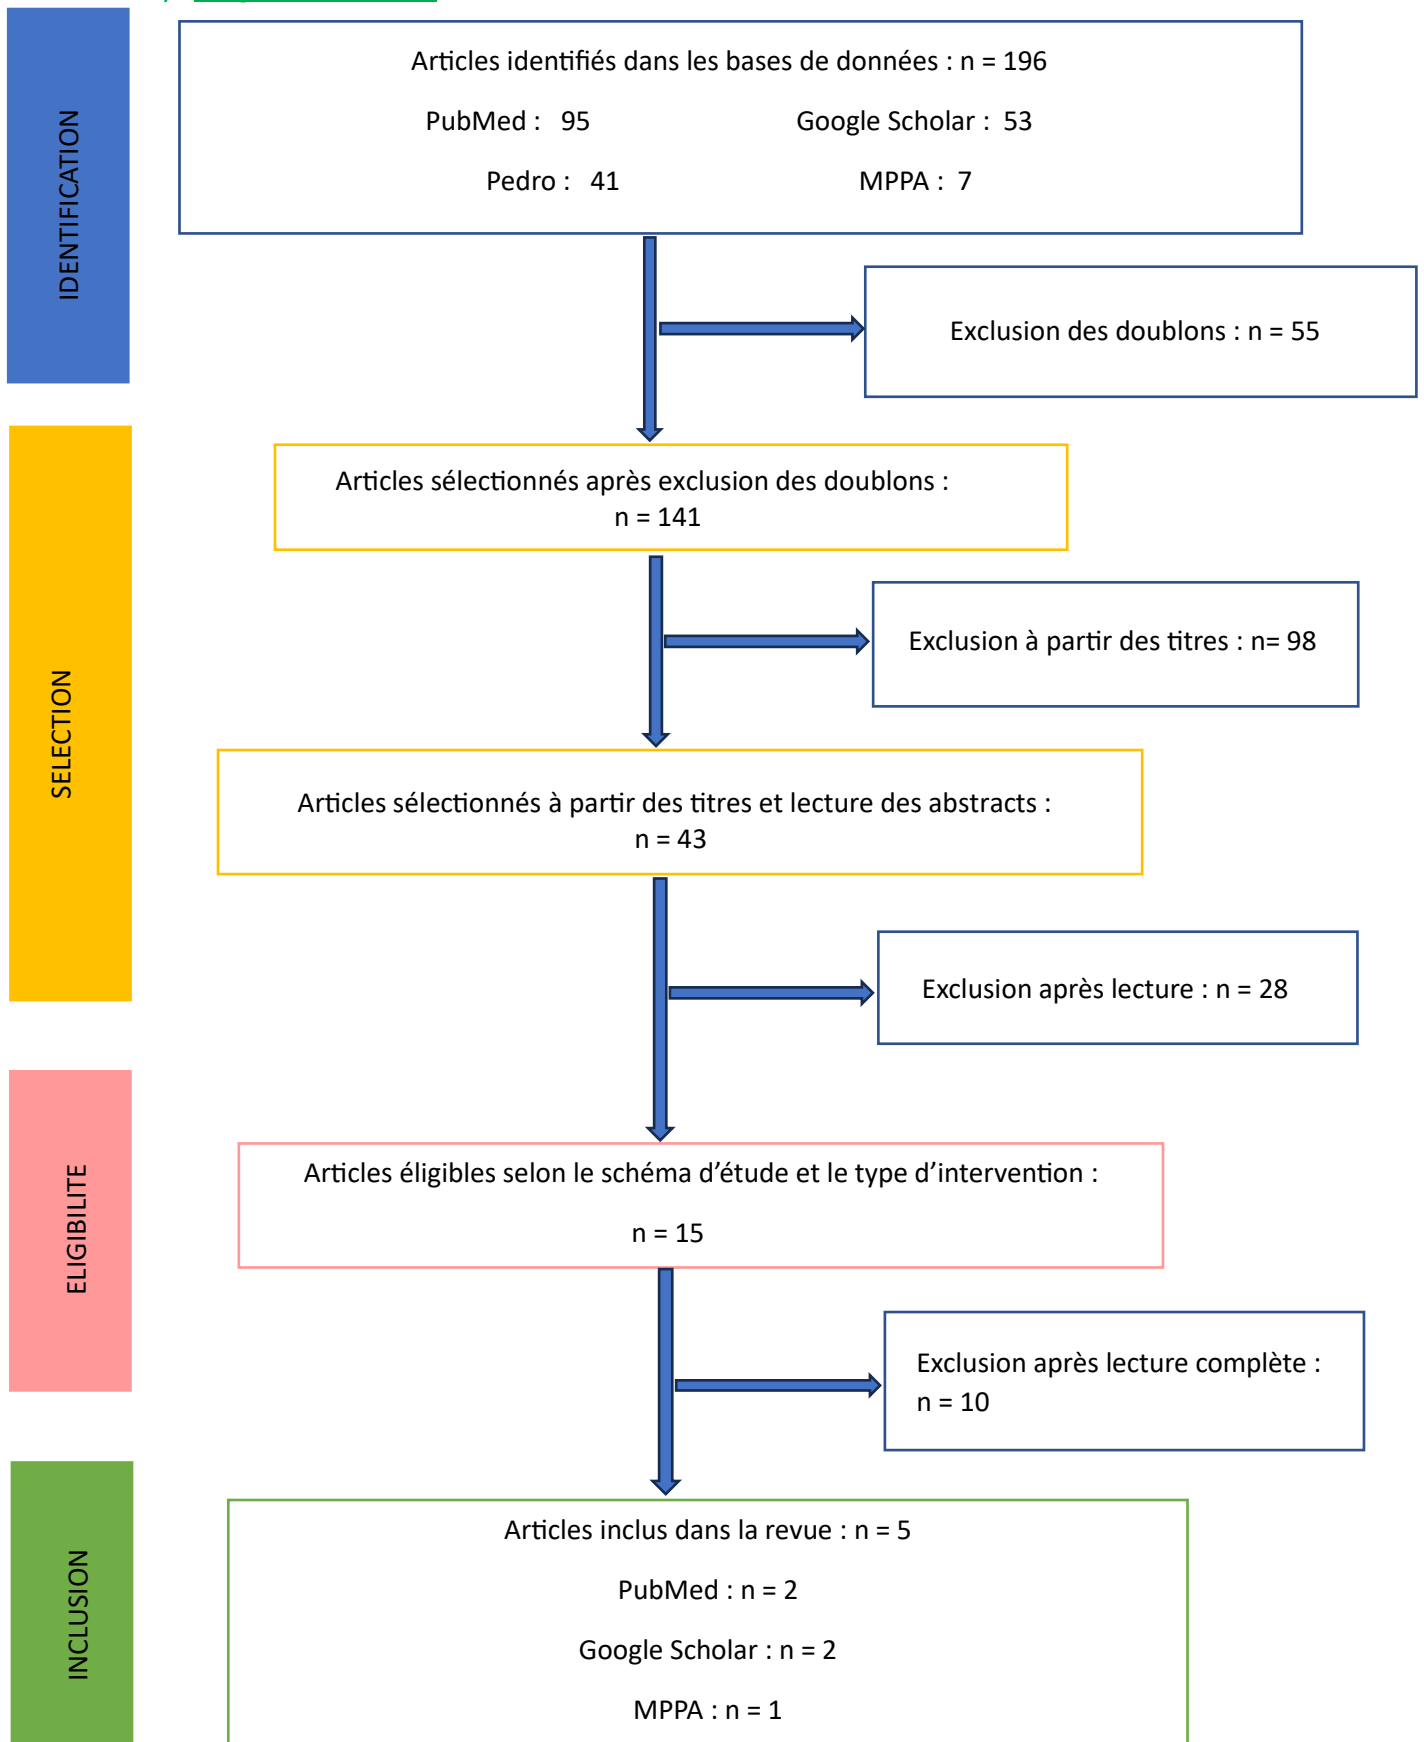 IDENTIFICATION
Articles identifiés dans les bases de données : n = 196
PubMed : 95 Google Scholar : 53
Pedro : 41 MPPA : 7
Exclusion des doublons : n = 55
SELECTION
Articles sélectionnés après exclusion des doublons :
n = 141
Exclusion à partir des titres : n= 98
Articles sélectionnés à partir des titres et lecture des abstracts :
n = 43
Exclusion après lecture : n = 28
ELIGIBILITE
Articles éligibles selon le schéma d’étude et le type d’intervention :
n = 15
Exclusion après lecture complète :
n = 10
INCLUSION
Articles inclus dans la revue : n = 5
PubMed : n = 2
Google Scholar : n = 2
MPPA : n = 1